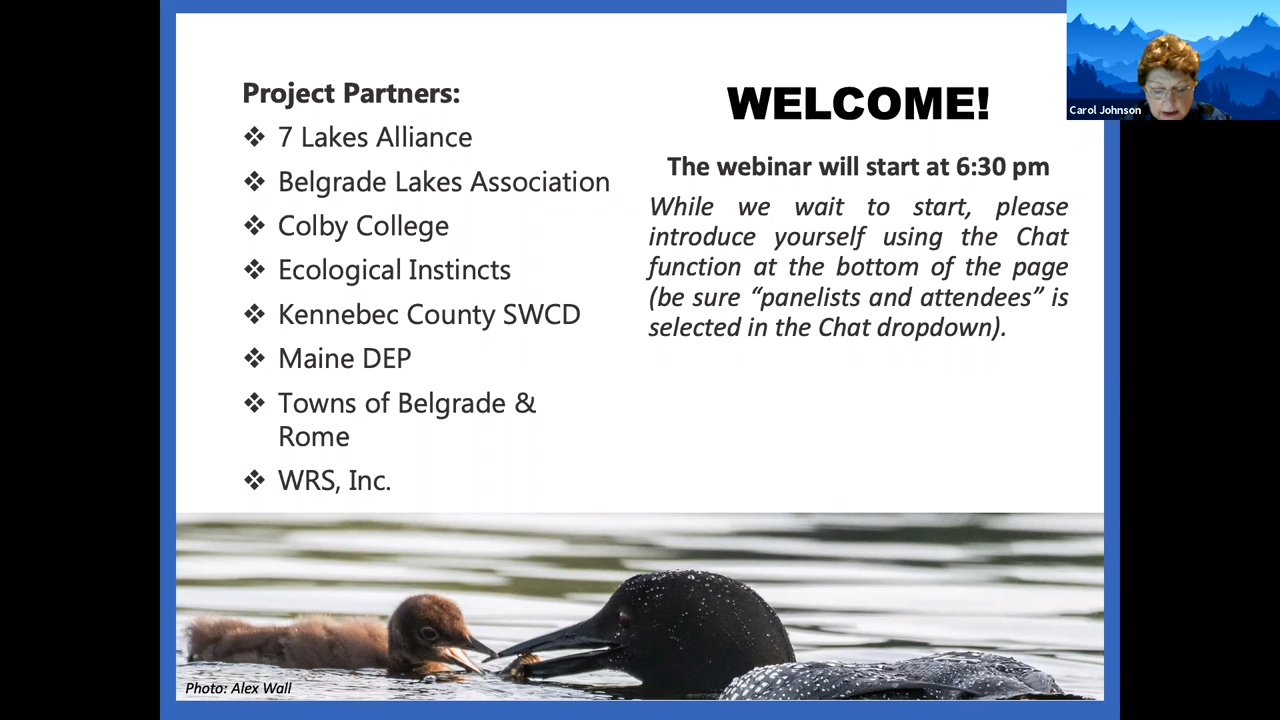 Project Partners:
❖ 7 Lakes Alliance
❖ Belgrade Lakes Association
❖ Colby College
❖ Ecological Instincts
❖ Kennebec County SWCD
❖ Maine DEP
❖ Towns of Belgrade &
Rome
❖ WRS, Inc.
WELCOME!
The webinar will start at 6:30 pm
While we wait to start, please
introduce yourself using the Chat
function at the bottom of the page
(be sure “panelists and attendees” is
selected in the Chat dropdown).
Carol Johnson
Photo: Alex Wall